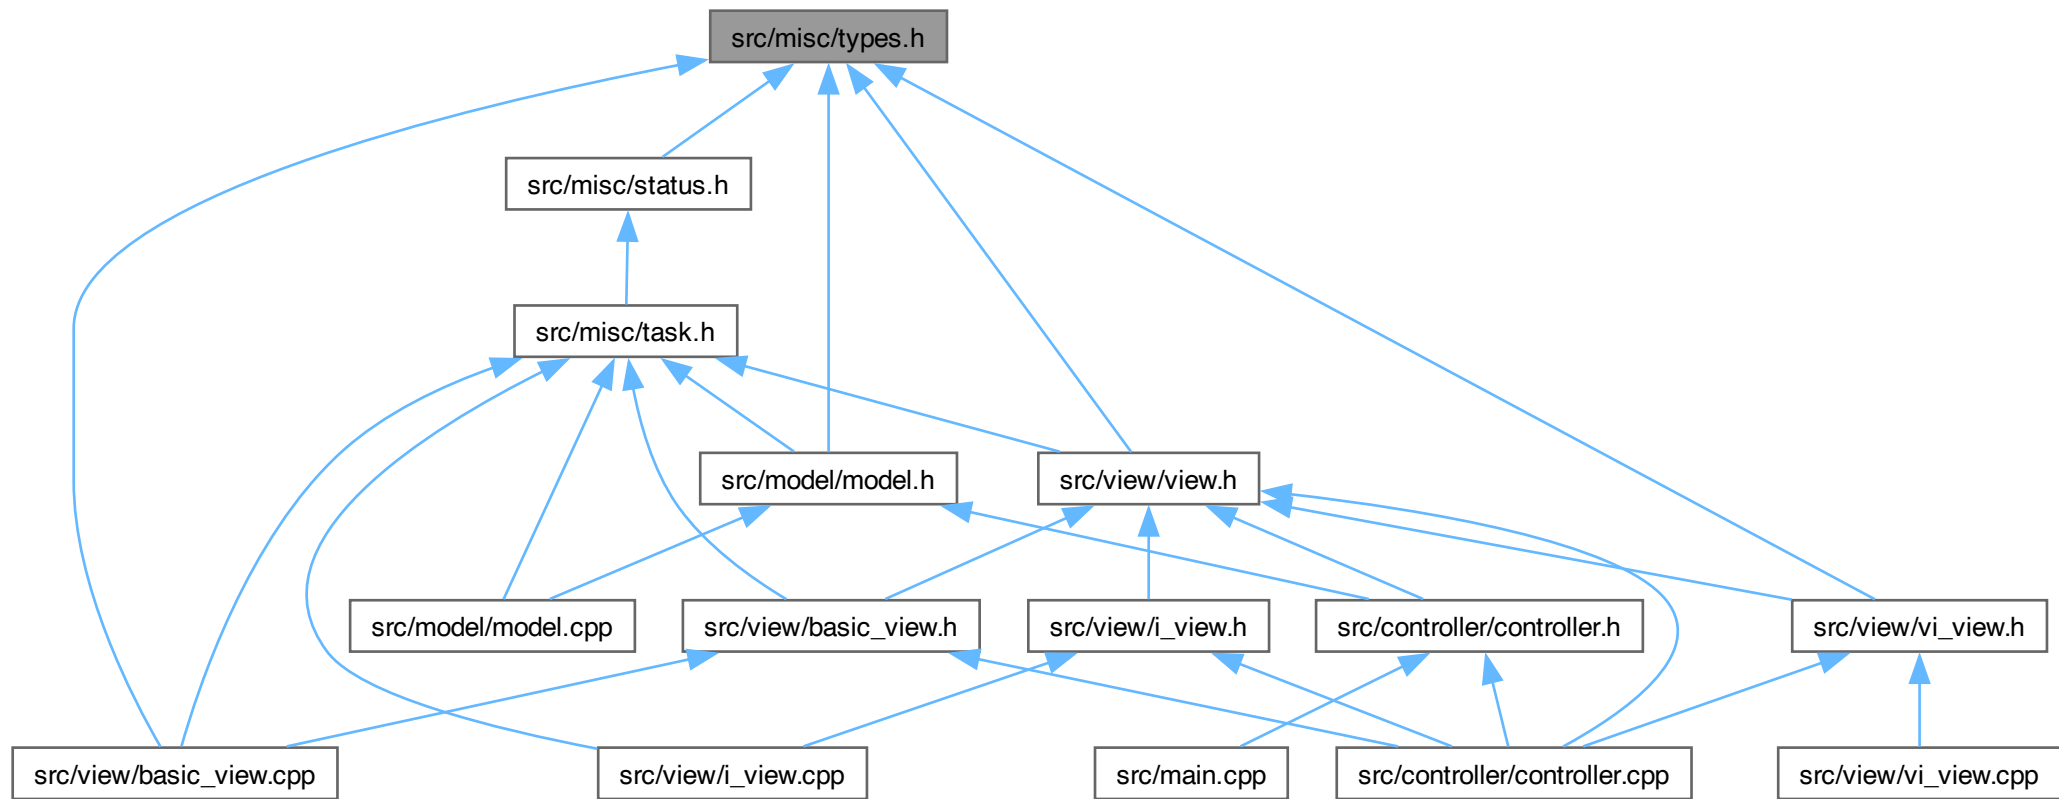 src/misc/types.h
src/misc/status.h
src/misc/task.h
src/model/model.h
src/view/view.h
src/model/model.cpp
src/view/basic_view.h
src/view/i_view.h
src/controller/controller.h
src/view/vi_view.h
src/view/basic_view.cpp
src/view/i_view.cpp
src/main.cpp
src/controller/controller.cpp
src/view/vi_view.cpp